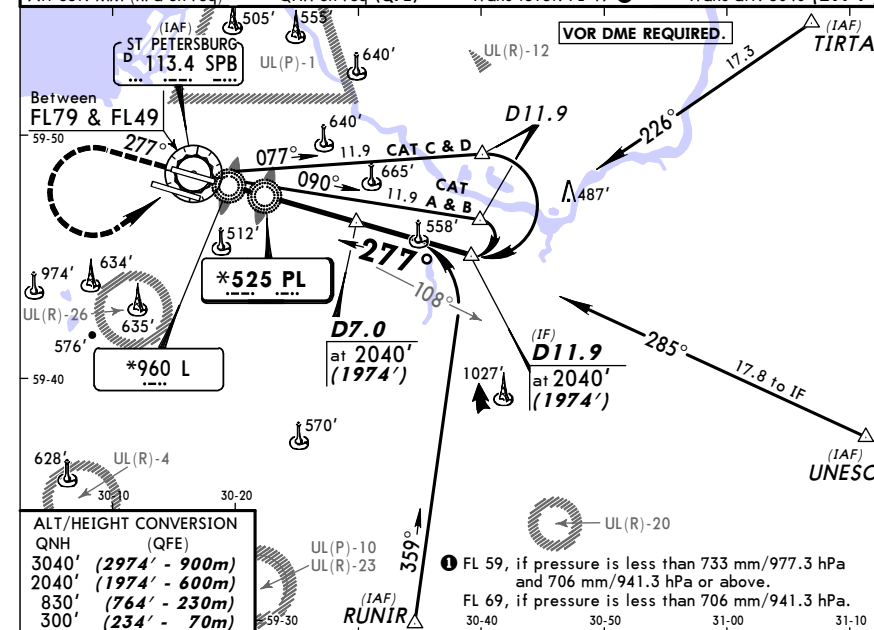 VOR DME REQUIRED.
(IAF)
TIRTA
17.3
226°
505'
555'
640'
UL(P)-1
UL(R)-12
(IAF)
ST PETERSBURG
D 113.4 SPB
Between
FL79 & FL49
59-50
277°
640'
077°
11.9
CAT C & D
D11.9
090°
665'
11.9
CAT
A & B
487'
512'
558'
277°
108°
*525 PL
974'
634'
UL(R)-26
635'
576'
*960 L
D7.0
at 2040'
(1974')
(IF)
D11.9
at 2040'
(1974')
285°
17.8 to IF
59-40
1027'
570'
(IAF)
UNESO
628'
UL(R)-4
30-10
30-20
UL(R)-20
ALT/HEIGHT CONVERSION
QNH (QFE)
3040' (2974' - 900m)
2040' (1974' - 600m)
830' (764' - 230m)
300' (234' - 70m)
UL(P)-10
UL(R)-23
59-30
359°
(IAF)
RUNIR
1 FL 59, if pressure is less than 733 mm/977.3 hPa
and 706 mm/941.3 hPa or above.
FL 69, if pressure is less than 706 mm/941.3 hPa.
30-40
30-50
31-00
31-10